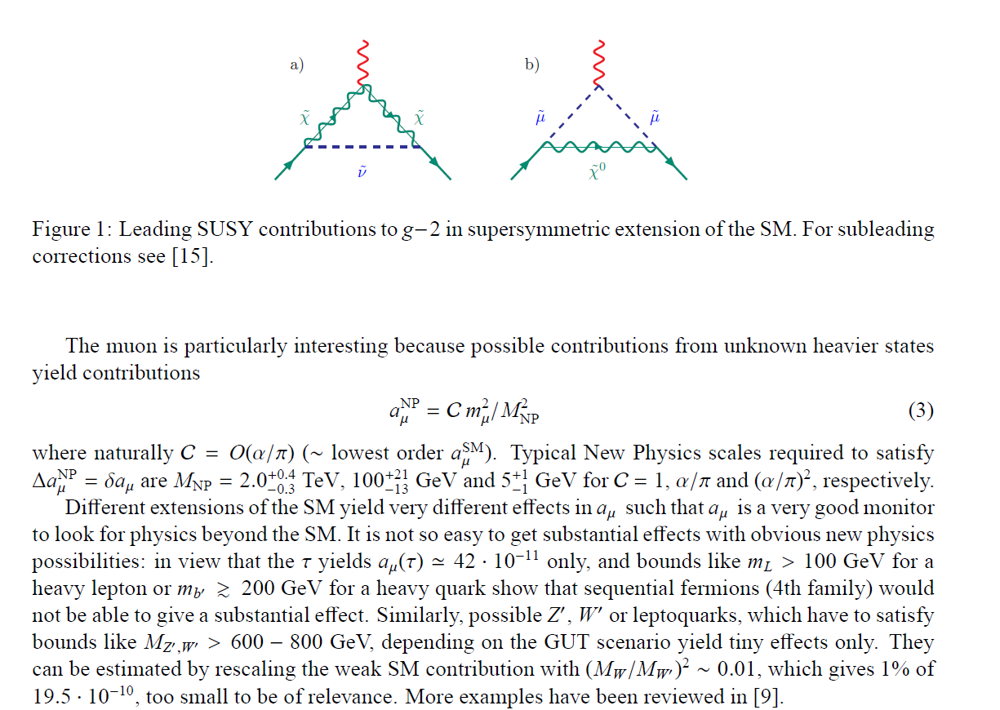 a)
b)
χ̃
χ̃
μ̃
μ̃
ν̃
χ̃⁰
Figure 1: Leading SUSY contributions to g−2 in supersymmetric extension of the SM. For subleading
corrections see [15].
The muon is particularly interesting because possible contributions from unknown heavier states
yield contributions
a_μ^NP = C m_μ^2/M_NP^2 (3)
where naturally C = O(α/π) (∼ lowest order a_μ^SM). Typical New Physics scales required to satisfy
Δa_μ^NP = δa_μ are M_NP = 2.0^{+0.4}_{−0.3} TeV, 100^{+21}_{−13} GeV and 5^{+1}_{−1} GeV for C = 1, α/π and (α/π)², respectively.
Different extensions of the SM yield very different effects in a_μ such that a_μ is a very good monitor
to look for physics beyond the SM. It is not so easy to get substantial effects with obvious new physics
possibilities: in view that the τ yields a_μ(τ) ≃ 42 · 10⁻¹¹ only, and bounds like m_L > 100 GeV for a
heavy lepton or m_b′ ≳ 200 GeV for a heavy quark show that sequential fermions (4th family) would
not be able to give a substantial effect. Similarly, possible Z′, W′ or leptoquarks, which have to satisfy
bounds like M_{Z′,W′} > 600 − 800 GeV, depending on the GUT scenario yield tiny effects only. They
can be estimated by rescaling the weak SM contribution with (M_W/M_W′)² ∼ 0.01, which gives 1% of
19.5 · 10⁻¹⁰, too small to be of relevance. More examples have been reviewed in [9].